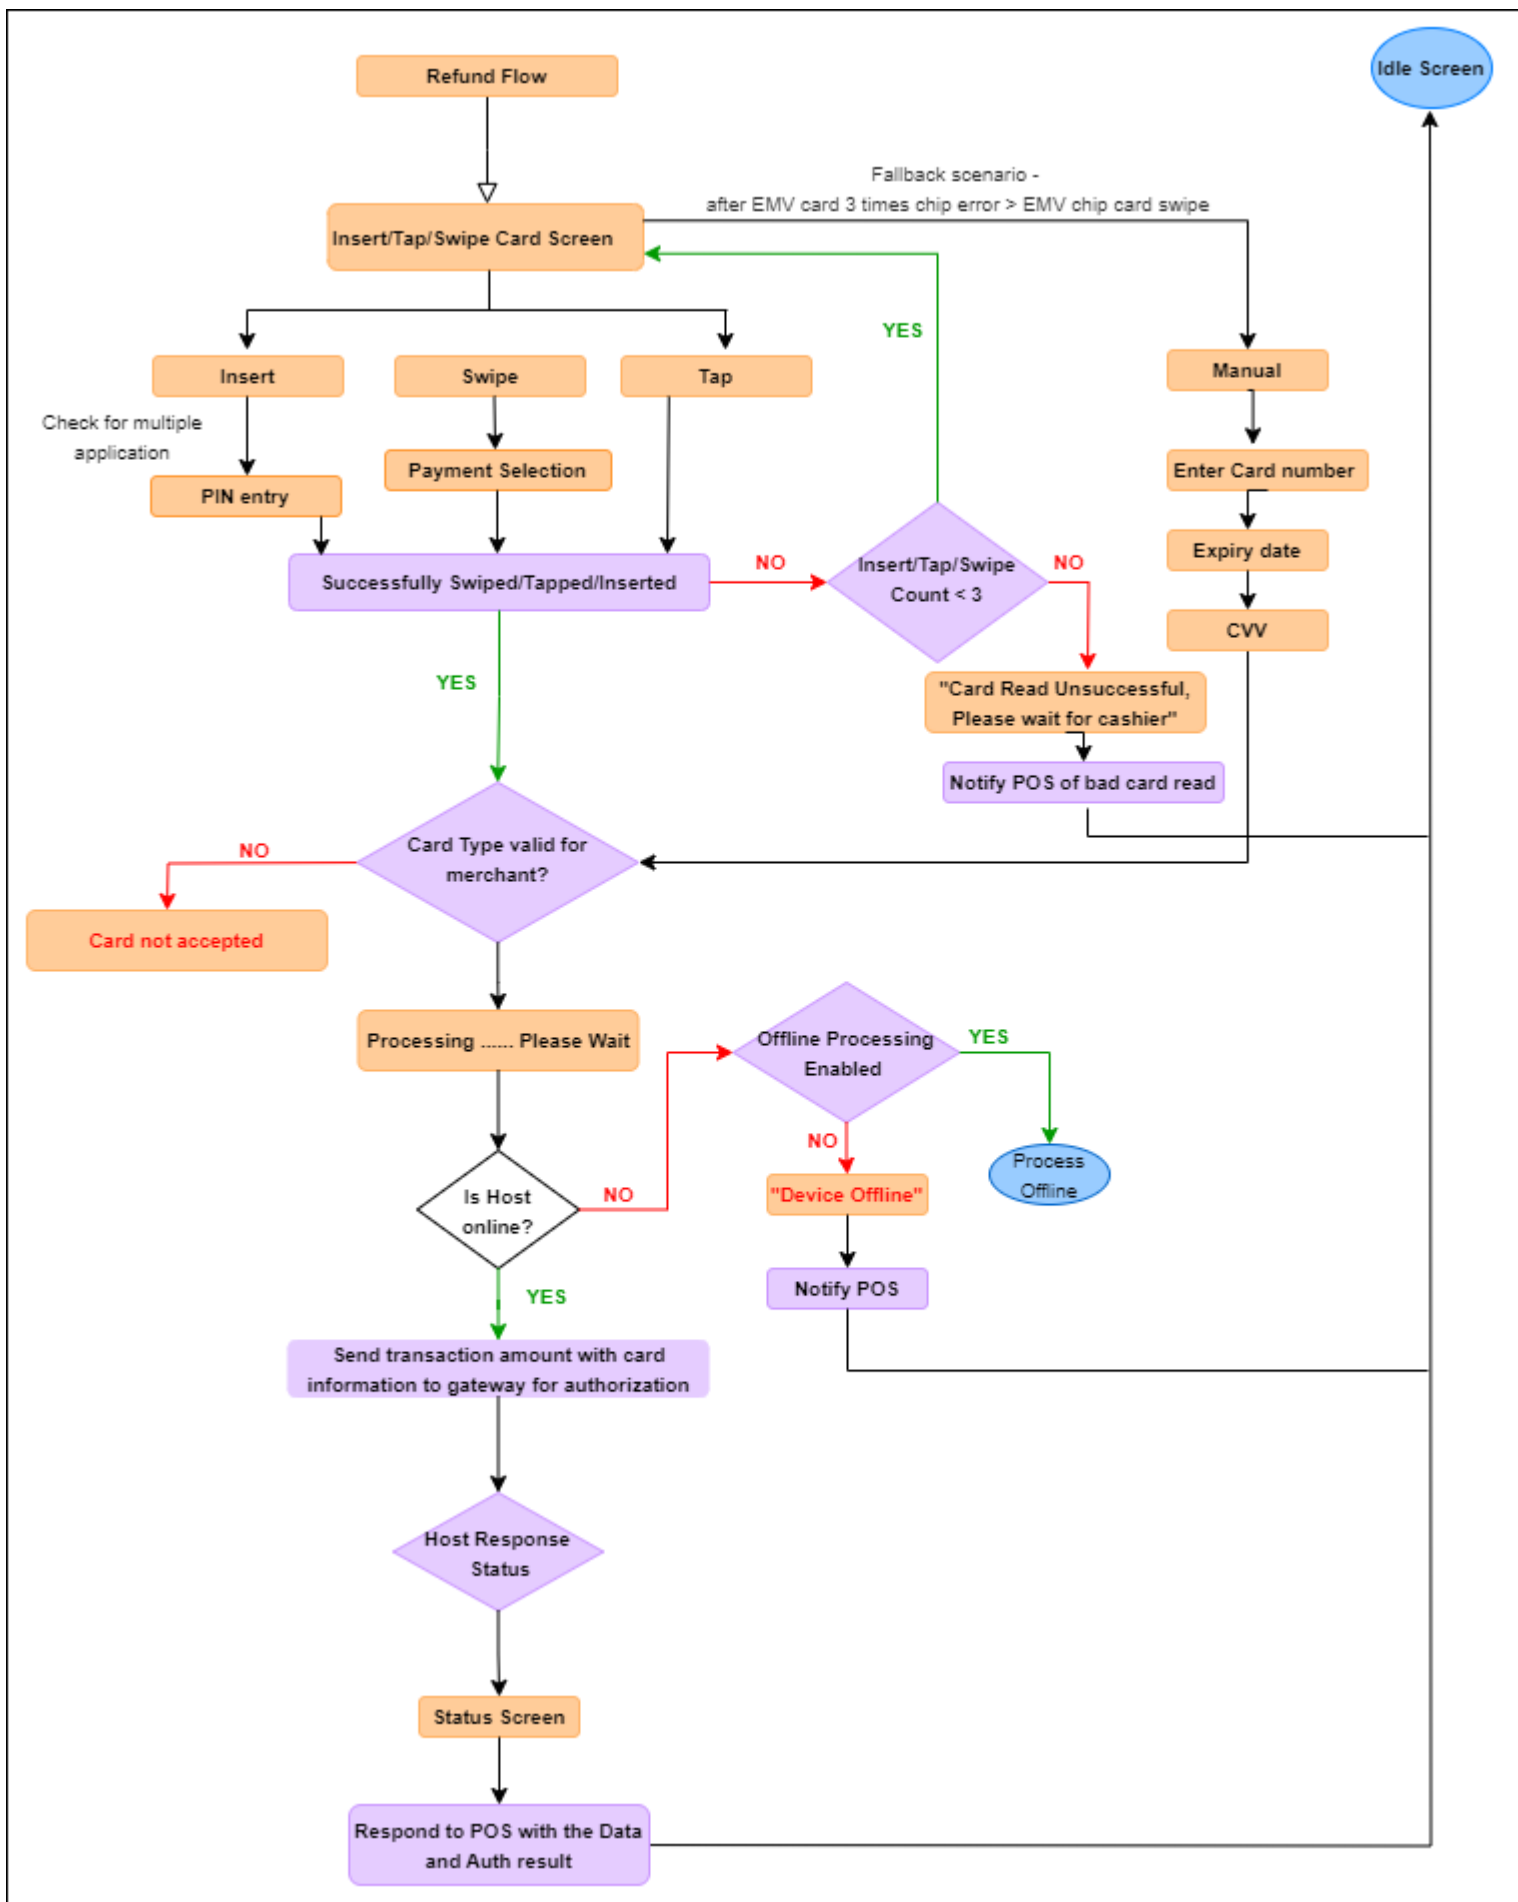 Refund Flow
Idle Screen
Fallback scenario -
after EMV card 3 times chip error > EMV chip card swipe
Insert/Tap/Swipe Card Screen
YES
Insert
Swipe
Tap
Manual
Check for multiple
application
Payment Selection
Enter Card number
PIN entry
Expiry date
Successfully Swiped/Tapped/Inserted
NO
Insert/Tap/Swipe
Count < 3
NO
CVV
YES
"Card Read Unsuccessful,
Please wait for cashier"
Notify POS of bad card read
Card Type valid for
merchant?
NO
Card not accepted
Processing ...... Please Wait
Offline Processing
Enabled
YES
NO
Process
Offline
Is Host
online?
NO
"Device Offline"
Notify POS
YES
Send transaction amount with card
information to gateway for authorization
Host Response
Status
Status Screen
Respond to POS with the Data
and Auth result